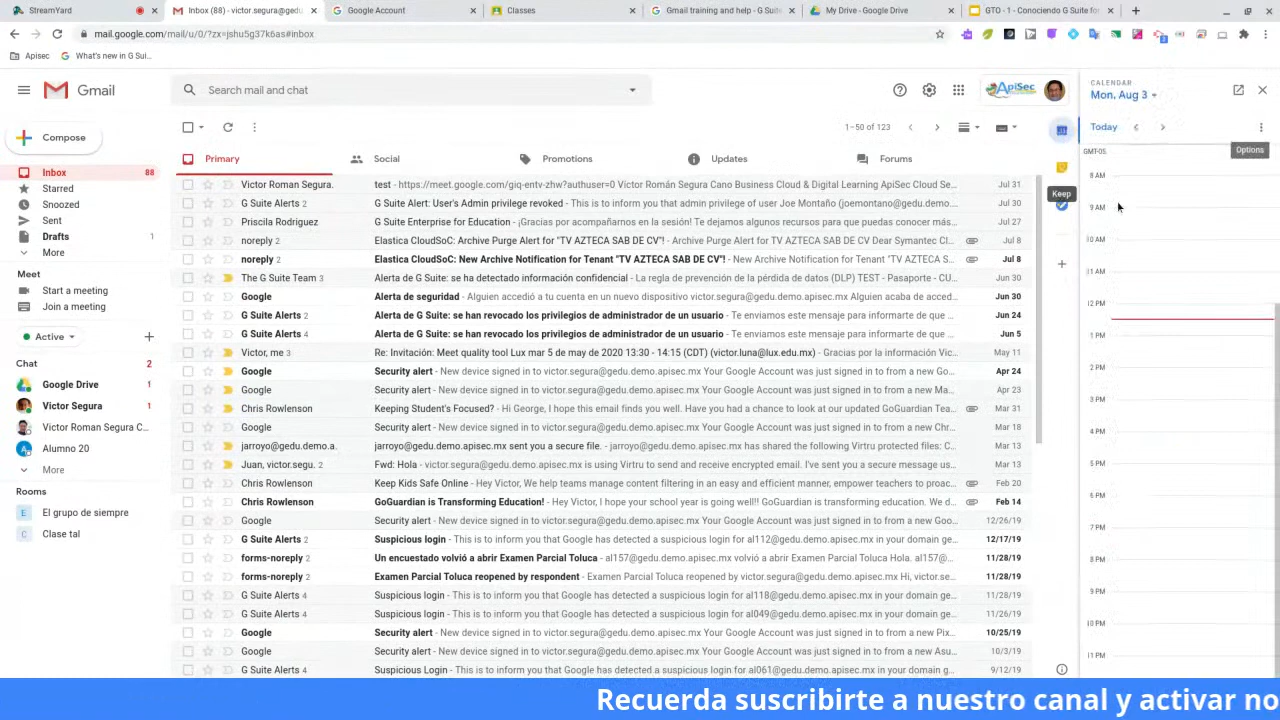 StreamYard
Inbox (88) - victor.segura@gedu
Google Account
Classes
Gmail training and help - G Suite
My Drive - Google Drive
GTO - 1 - Conociendo G Suite for
mail.google.com/mail/u/0/?zx=jshu5g37k6as#inbox
Apisec
What's new in G Sui...
Gmail
Search mail and chat
ApiSec
CALENDAR
Mon, Aug 3
Compose
1–50 of 123
Today
Primary
Social
Promotions
Updates
Forums
GMT-05
Options
Inbox 88
Starred
Snoozed
Sent
Drafts 1
More
Meet
Start a meeting
Join a meeting
Active
Chat 2
Google Drive 1
Victor Segura 1
Victor Roman Segura C...
Alumno 20
More
Rooms
E El grupo de siempre
C Clase tal
Victor Roman Segura. test - https://meet.google.com/giq-entv-zhw?authuser=0 Victor Román Segura Cano Business Cloud & Digital Learning ApiSec Cloud Se... Jul 31
G Suite Alerts 2 G Suite Alert: User's Admin privilege revoked - This is to inform you that admin privilege of user Joe Montaño (joemontano@gedu.demo. Jul 30
Priscila Rodriguez G Suite Enterprise for Education - ¡Gracias por acompañarnos en la sesión! Te dejamos algunos recursos para que puedas conocer más... Jul 27
noreply 2 Elastica CloudSoC: Archive Purge Alert for "TV AZTECA SAB DE CV"! - Archive Purge Alert for TV AZTECA SAB DE CV Dear Symantec Cl... Jul 8
noreply 2 Elastica CloudSoC: New Archive Notification for Tenant "TV AZTECA SAB DE CV"! - New Archive Notification for Tenant TV AZTECA S... Jul 8
The G Suite Team 3 Alerta de G Suite: se ha detectado información confidencial - La regla de prevención de la pérdida de datos (DLP) TEST - Pasaporte - CU... Jun 30
Google Alerta de seguridad - Alguien accedió a tu cuenta en un nuevo dispositivo victor.segura@gedu.demo.apisec.mx Alguien acaba de acced... Jun 30
G Suite Alerts 2 Alerta de G Suite: se han revocado los privilegios de administrador de un usuario - Te enviamos este mensaje para informarte de que ... Jun 24
G Suite Alerts 4 Alerta de G Suite: se han revocado los privilegios de administrador de un usuario - Te enviamos este mensaje para informarte de que ... Jun 5
Victor, me 3 Re: Invitación: Meet quality tool Lux mar 5 de may de 2020 13:30 - 14:15 (CDT) (victor.luna@lux.edu.mx) - Gracias por la información Vic... May 11
Google Security alert - New device signed in to victor.segura@gedu.demo.apisec.mx Your Google Account was just signed in to from a new Go... Apr 24
Google Security alert - New device signed in to victor.segura@gedu.demo.apisec.mx Your Google Account was just signed in to from a new Ma... Apr 23
Chris Rowlenson Keeping Student's Focused? - Hi George, I hope this email finds you well. Have you had a chance to look at our updated GoGuardian Tea... Mar 31
Google Security alert - New device signed in to victor.segura@gedu.demo.apisec.mx Your Google Account was just signed in to from a new Chr... Mar 18
jarroyo@gedu.demo.a. jarroyo@gedu.demo.apisec.mx sent you a secure file. - jarroyo@gedu.demo.apisec.mx has shared the following Virtru protected files: C... Mar 13
Juan, victor.segu. 2 Fwd: Hola - victor.segura@gedu.demo.apisec.mx is using Virtru to send and receive encrypted email. I've sent you a secure message us... Mar 13
Chris Rowlenson Keep Kids Safe Online - Hey Victor, We help teams manage content filtering in an easy and efficient manner, empower teachers to proac... Feb 20
Chris Rowlenson GoGuardian is Transforming Education! - Hey Victor, I hope your school year is going well!! GoGuardian is transforming education. We d... Feb 14
Google Security alert - New device signed in to victor.segura@gedu.demo.apisec.mx Your Google Account was just signed in to from a new Goo... 12/26/19
G Suite Alerts 2 Suspicious login - This is to inform you that Google has detected a suspicious login for al112@gedu.demo.apisec.mx in your domain ge... 12/17/19
forms-noreply 2 Un encuestado volvió a abrir Examen Parcial Toluca - al157@gedu.demo.apisec.mx volvió a abrir Examen Parcial Toluca Hola. al157@... 11/28/19
forms-noreply 2 Examen Parcial Toluca reopened by respondent - Examen Parcial Toluca reopened by victor.segura@gedu.demo.apisec.mx Hi, victor.se... 11/28/19
G Suite Alerts 4 Suspicious login - This is to inform you that Google has detected a suspicious login for al118@gedu.demo.apisec.mx in your domain ge... 11/28/19
G Suite Alerts 4 Suspicious login - This is to inform you that Google has detected a suspicious login for al049@gedu.demo.apisec.mx in your domain ge... 11/26/19
Google Security alert - New device signed in to victor.segura@gedu.demo.apisec.mx Your Google Account was just signed in to from a new Pix... 10/25/19
Google Security alert - New device signed in to victor.segura@gedu.demo.apisec.mx Your Google Account was just signed in to from a new Asu... 10/3/19
G Suite Alerts 4 Suspicious Login - This is to inform you that Google has detected a suspicious login for al061@gedu.demo.apisec.mx in your domain g... 9/12/19
Keep
8 AM
9 AM
10 AM
11 AM
12 PM
1 PM
2 PM
3 PM
4 PM
5 PM
6 PM
7 PM
8 PM
9 PM
10 PM
11 PM
Recuerda suscribirte a nuestro canal y activar no